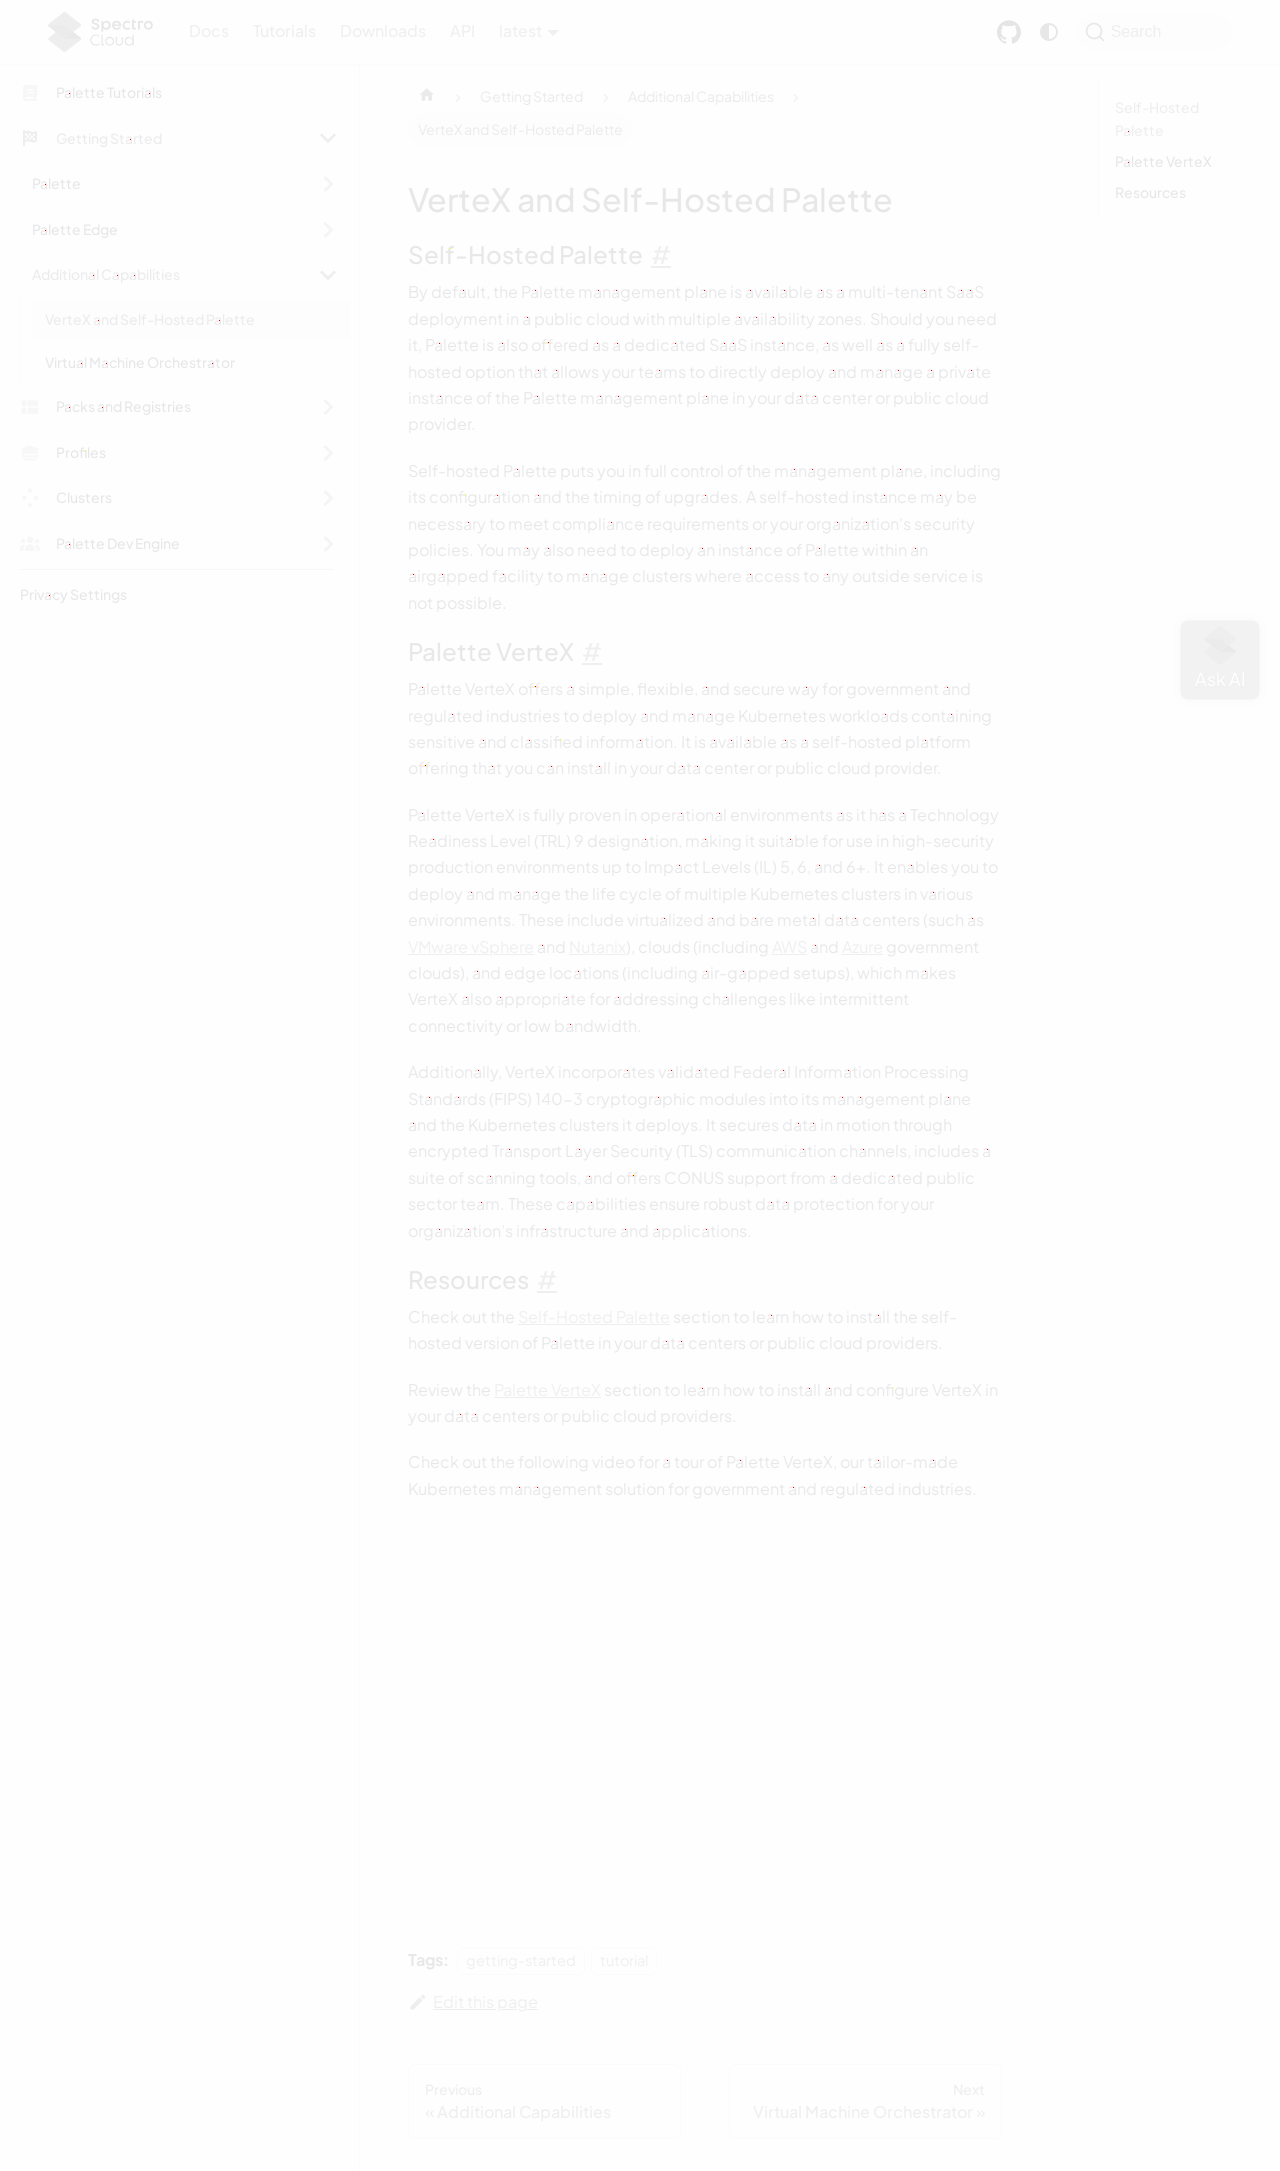 Spectro Cloud
Docs
Tutorials
Downloads
API
latest
Search
Palette Tutorials
Getting Started
Palette
Palette Edge
Additional Capabilities
VerteX and Self-Hosted Palette
Virtual Machine Orchestrator
Packs and Registries
Profiles
Clusters
Palette Dev Engine
Privacy Settings
Getting Started
Additional Capabilities
VerteX and Self-Hosted Palette
VerteX and Self-Hosted Palette
Self-Hosted Palette #
By default, the Palette management plane is available as a multi-tenant SaaS
deployment in a public cloud with multiple availability zones. Should you need
it, Palette is also offered as a dedicated SaaS instance, as well as a fully self-
hosted option that allows your teams to directly deploy and manage a private
instance of the Palette management plane in your data center or public cloud
provider.
Self-hosted Palette puts you in full control of the management plane, including
its configuration and the timing of upgrades. A self-hosted instance may be
necessary to meet compliance requirements or your organization's security
policies. You may also need to deploy an instance of Palette within an
airgapped facility to manage clusters where access to any outside service is
not possible.
Palette VerteX #
Palette VerteX offers a simple, flexible, and secure way for government and
regulated industries to deploy and manage Kubernetes workloads containing
sensitive and classified information. It is available as a self-hosted platform
offering that you can install in your data center or public cloud provider.
Palette VerteX is fully proven in operational environments as it has a Technology
Readiness Level (TRL) 9 designation, making it suitable for use in high-security
production environments up to Impact Levels (IL) 5, 6, and 6+. It enables you to
deploy and manage the life cycle of multiple Kubernetes clusters in various
environments. These include virtualized and bare metal data centers (such as
VMware vSphere and Nutanix), clouds (including AWS and Azure government
clouds), and edge locations (including air-gapped setups), which makes
VerteX also appropriate for addressing challenges like intermittent
connectivity or low bandwidth.
Additionally, VerteX incorporates validated Federal Information Processing
Standards (FIPS) 140-3 cryptographic modules into its management plane
and the Kubernetes clusters it deploys. It secures data in motion through
encrypted Transport Layer Security (TLS) communication channels, includes a
suite of scanning tools, and offers CONUS support from a dedicated public
sector team. These capabilities ensure robust data protection for your
organization's infrastructure and applications.
Resources #
Check out the Self-Hosted Palette section to learn how to install the self-
hosted version of Palette in your data centers or public cloud providers.
Review the Palette VerteX section to learn how to install and configure VerteX in
your data centers or public cloud providers.
Check out the following video for a tour of Palette VerteX, our tailor-made
Kubernetes management solution for government and regulated industries.
Tags:
getting-started
tutorial
Edit this page
Previous
« Additional Capabilities
Next
Virtual Machine Orchestrator »
Self-Hosted
Palette
Palette VerteX
Resources
Ask AI